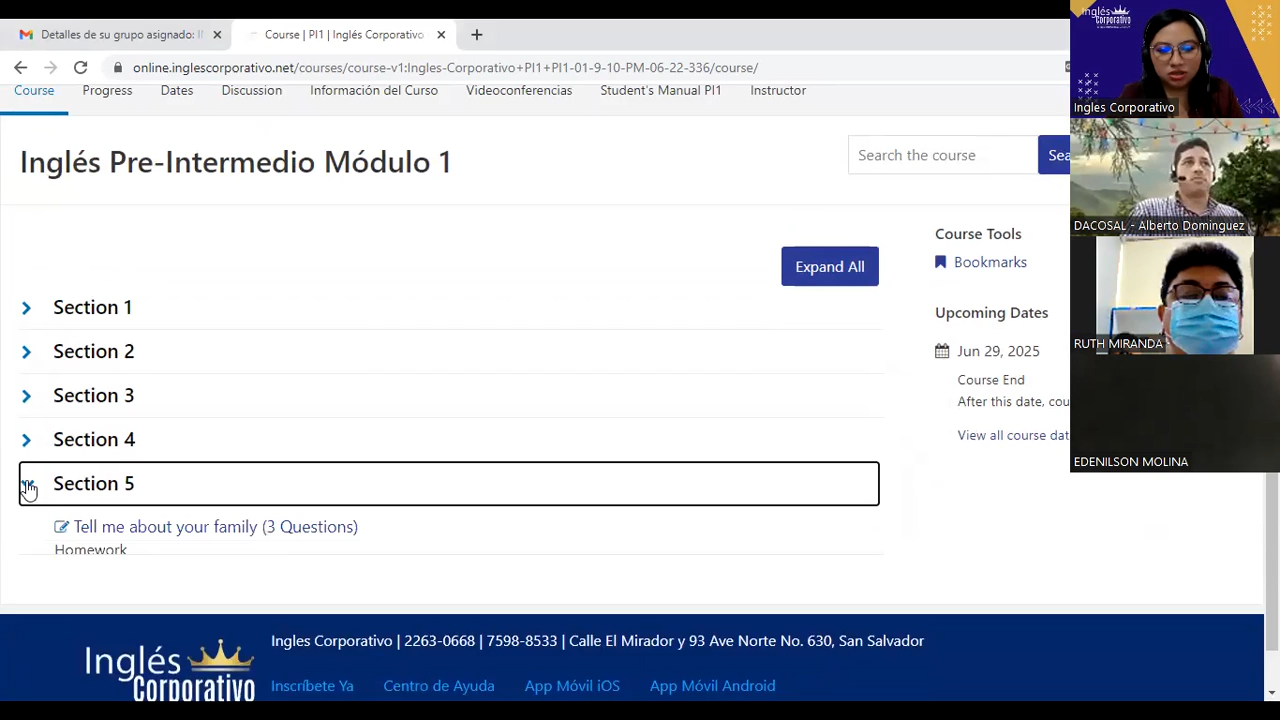 Detalles de su grupo asignado: II
Course | PI1 | Inglés Corporativo
online.inglescorporativo.net/courses/course-v1:Ingles-Corporativo+PI1+PI1-01-9-10-PM-06-22-336/course/
Course Progress Dates Discussion Información del Curso Videoconferencias Student's Manual PI1 Instructor
Inglés Pre-Intermedio Módulo 1
Search the course
Sea
Expand All
Section 1
Section 2
Section 3
Section 4
Section 5
Tell me about your family (3 Questions)
Homework
Course Tools
Bookmarks
Upcoming Dates
Jun 29, 2025
Course End
After this date, cou
View all course dat
Inglés
Corporativo
Ingles Corporativo | 2263-0668 | 7598-8533 | Calle El Mirador y 93 Ave Norte No. 630, San Salvador
Inscríbete Ya Centro de Ayuda App Móvil iOS App Móvil Android
Inglés
Corporativo
Ingles Corporativo
DACOSAL - Alberto Dominguez
RUTH MIRANDA
EDENILSON MOLINA